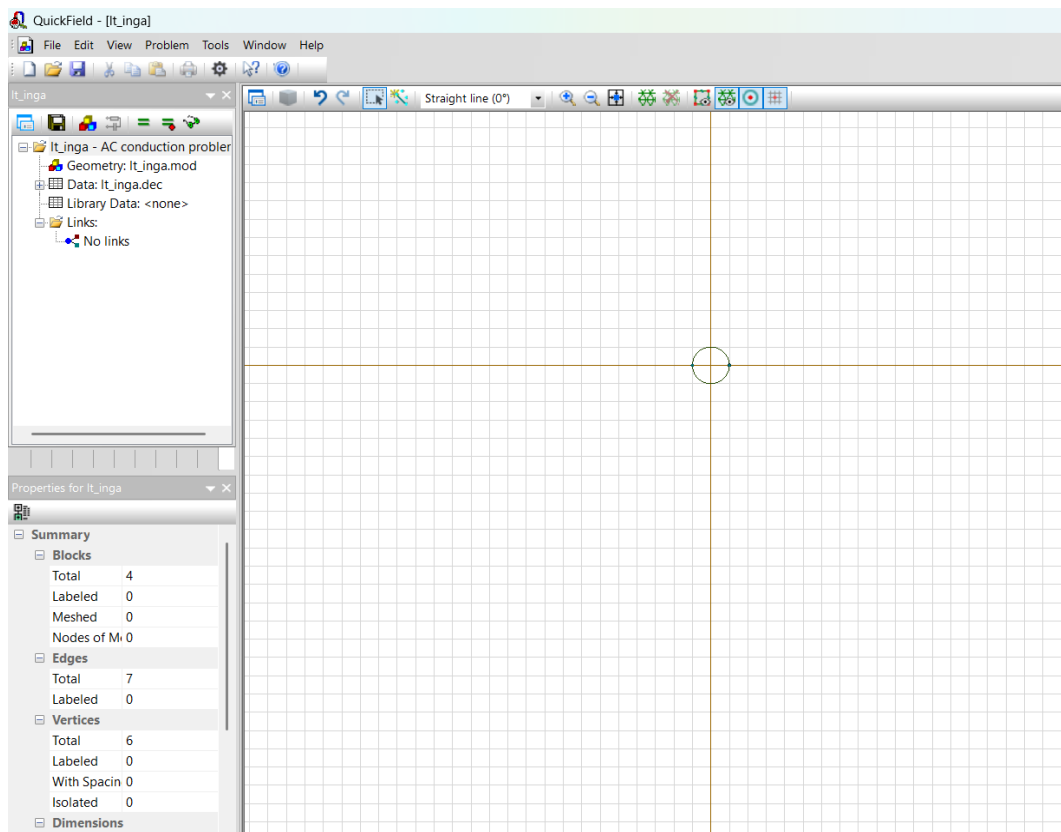 QuickField - [lt_inga]
File Edit View Problem Tools Window Help
lt_inga
Straight line (0°)
lt_inga - AC conduction probler
Geometry: lt_inga.mod
Data: lt_inga.dec
Library Data: <none>
Links:
No links
Properties for lt_inga
Summary
Blocks
Total 4
Labeled 0
Meshed 0
Nodes of M 0
Edges
Total 7
Labeled 0
Vertices
Total 6
Labeled 0
With Spacin 0
Isolated 0
Dimensions